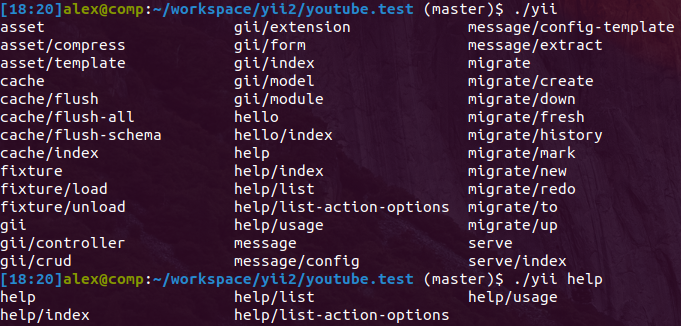 [18:20]alex@comp:~/workspace/yii2/youtube.test (master)$ ./yii
asset gii/extension message/config-template
asset/compress gii/form message/extract
asset/template gii/index migrate
cache gii/model migrate/create
cache/flush gii/module migrate/down
cache/flush-all hello migrate/fresh
cache/flush-schema hello/index migrate/history
cache/index help migrate/mark
fixture help/index migrate/new
fixture/load help/list migrate/redo
fixture/unload help/list-action-options migrate/to
gii help/usage migrate/up
gii/controller message serve
gii/crud message/config serve/index
[18:20]alex@comp:~/workspace/yii2/youtube.test (master)$ ./yii help
help help/list help/usage
help/index help/list-action-options